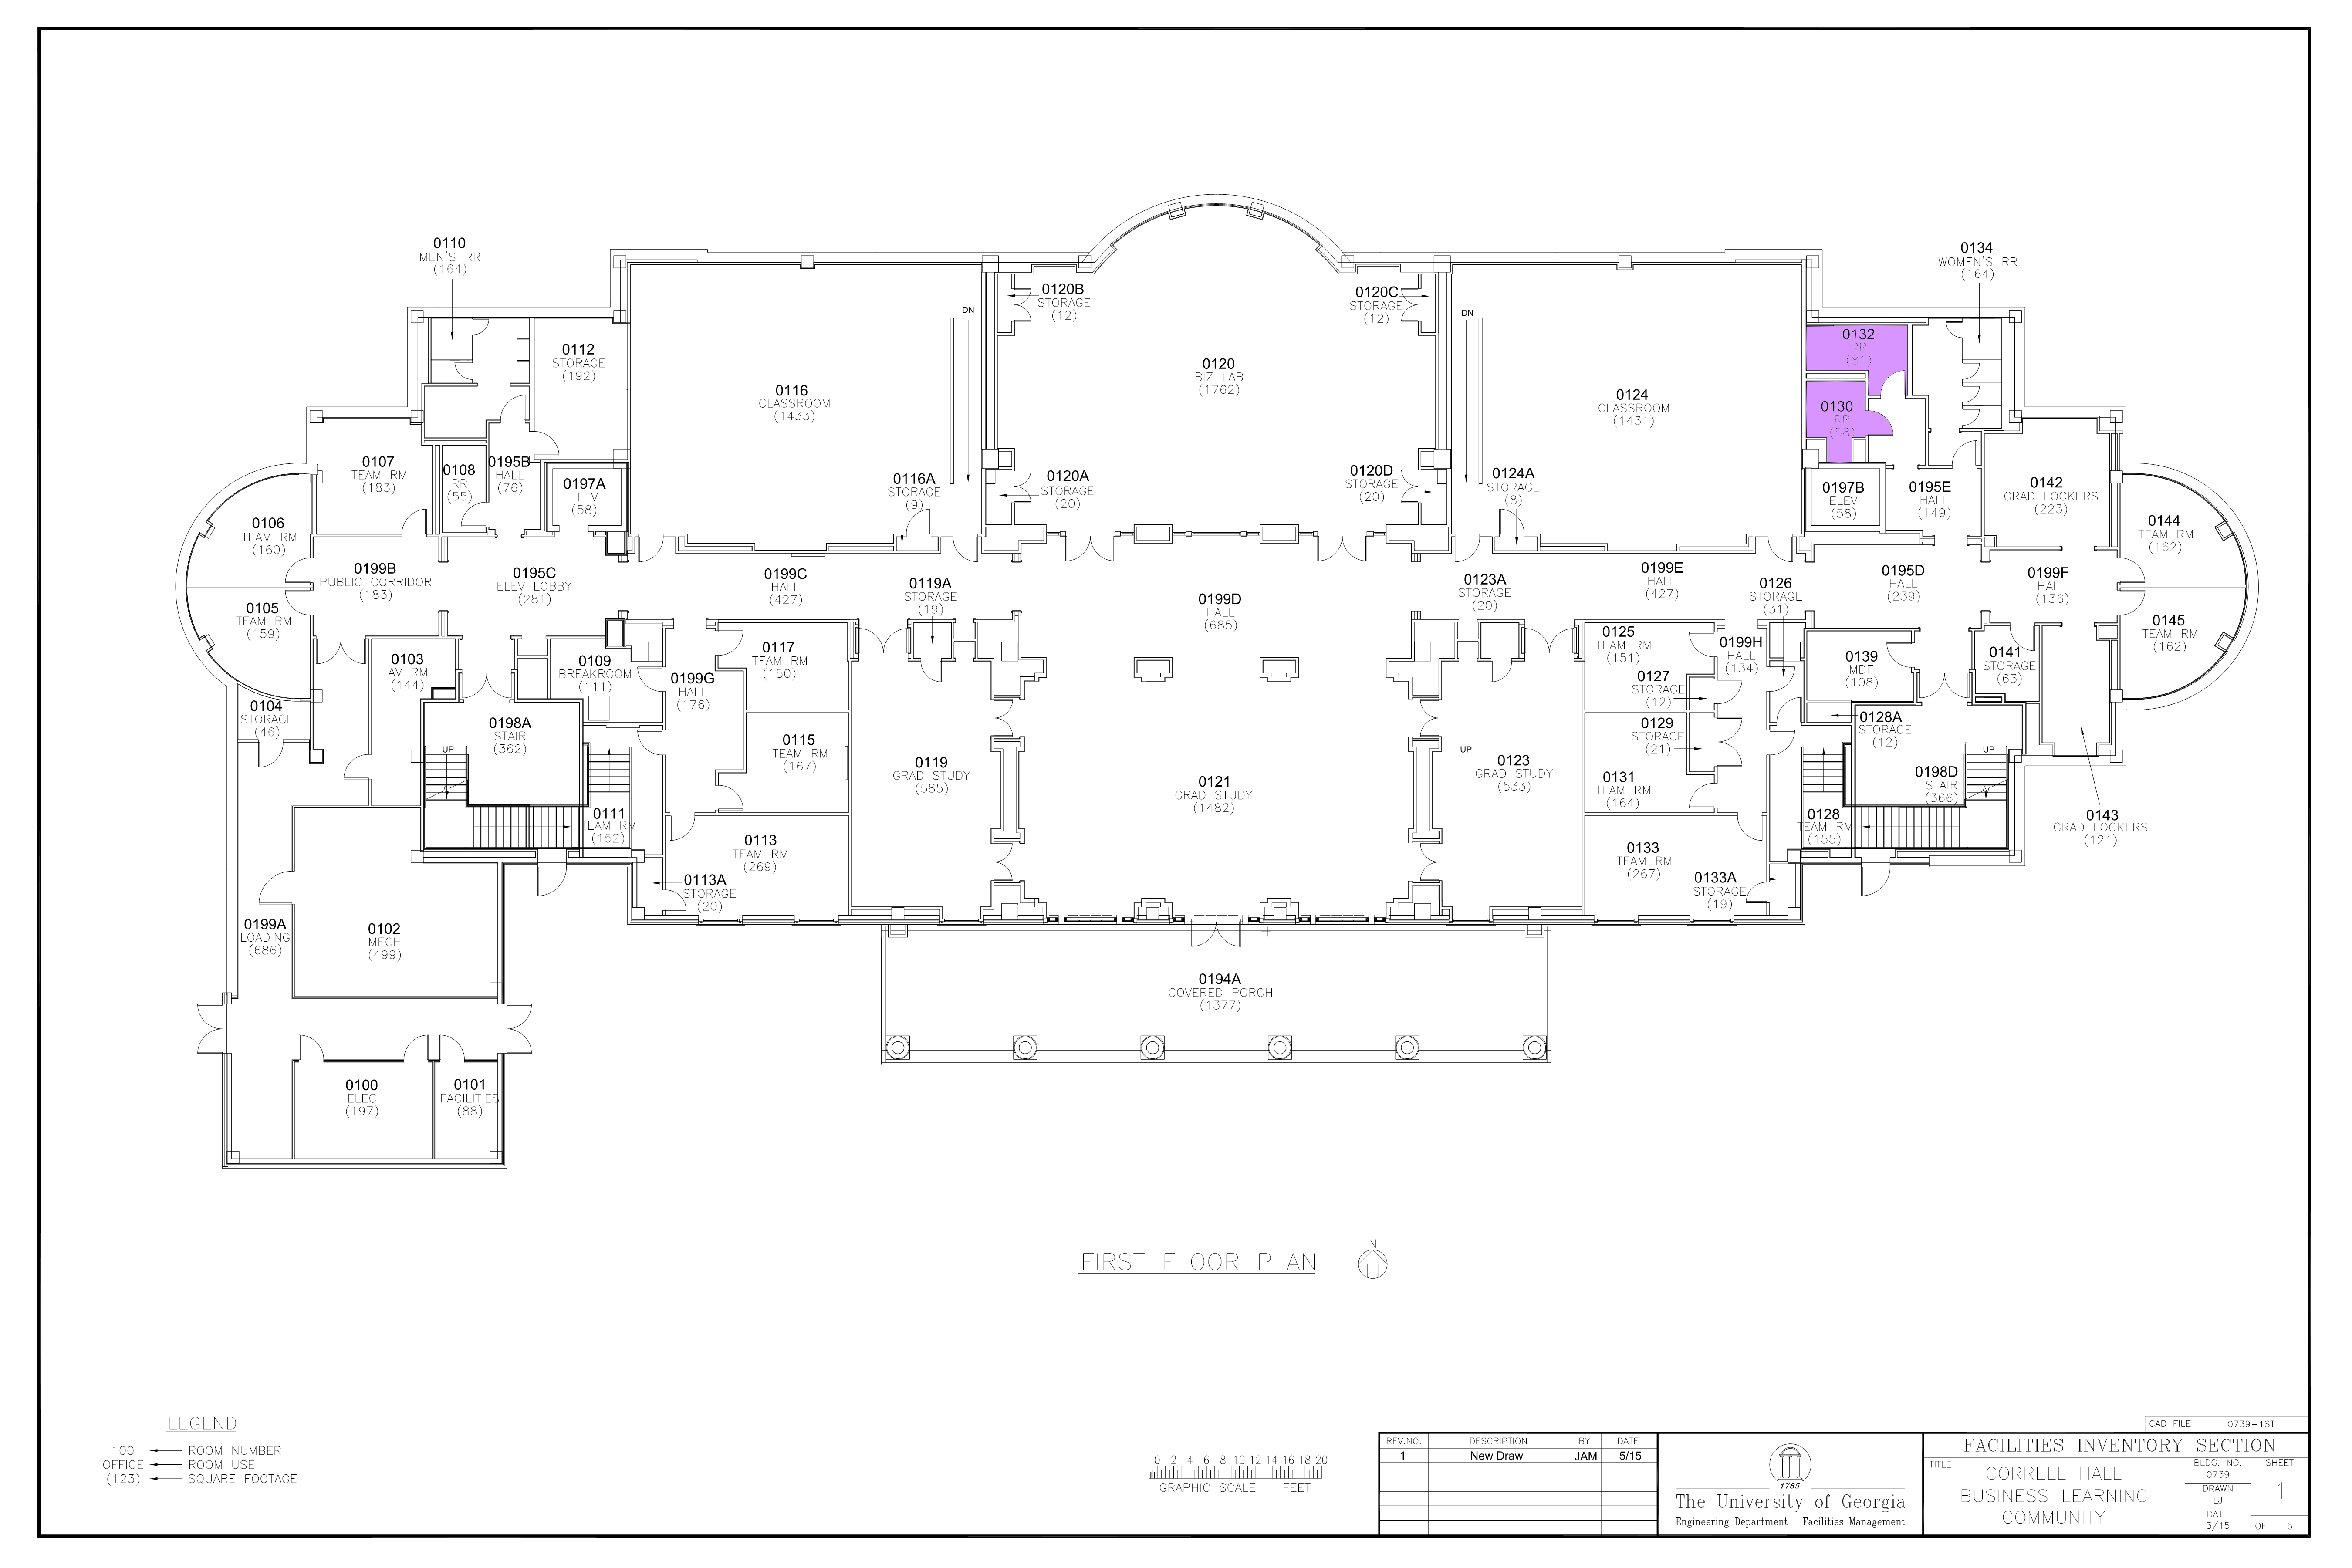 0110
MEN'S RR
(164)
0134
WOMEN'S RR
(164)
0120B
STORAGE
(12)
0120C
STORAGE
(12)
DN
DN
0112
STORAGE
(192)
0132
RR
(81)
0116
CLASSROOM
(1433)
0120
BIZ LAB
(1762)
0124
CLASSROOM
(1431)
0130
RR
(58)
0107
TEAM RM
(183)
0108
RR
(55)
0195B
HALL
(76)
0197A
ELEV
(58)
0116A
STORAGE
(9)
0120A
STORAGE
(20)
0120D
STORAGE
(20)
0124A
STORAGE
(8)
0197B
ELEV
(58)
0195E
HALL
(149)
0142
GRAD LOCKERS
(223)
0106
TEAM RM
(160)
0144
TEAM RM
(162)
0199B
PUBLIC CORRIDOR
(183)
0195C
ELEV LOBBY
(281)
0199C
HALL
(427)
0119A
STORAGE
(19)
0199D
HALL
(685)
0123A
STORAGE
(20)
0199E
HALL
(427)
0126
STORAGE
(31)
0195D
HALL
(239)
0199F
HALL
(136)
0105
TEAM RM
(159)
0145
TEAM RM
(162)
0103
AV RM
(144)
0109
BREAKROOM
(111)
0199G
HALL
(176)
0117
TEAM RM
(150)
0125
TEAM RM
(151)
0199H
HALL
(134)
0127
STORAGE
(12)
0139
MDF
(108)
0141
STORAGE
(63)
0104
STORAGE
(46)
0198A
STAIR
(362)
UP
0115
TEAM RM
(167)
0119
GRAD STUDY
(585)
0121
GRAD STUDY
(1482)
UP
0123
GRAD STUDY
(533)
0129
STORAGE
(21)
0131
TEAM RM
(164)
0128A
STORAGE
(12)
UP
0198D
STAIR
(366)
0111
TEAM RM
(152)
0128
TEAM RM
(155)
0143
GRAD LOCKERS
(121)
0113
TEAM RM
(269)
0113A
STORAGE
(20)
0133
TEAM RM
(267)
0133A
STORAGE
(19)
0199A
LOADING
(686)
0102
MECH
(499)
0194A
COVERED PORCH
(1377)
0100
ELEC
(197)
0101
FACILITIES
(88)
FIRST FLOOR PLAN
N
LEGEND
100 ROOM NUMBER
OFFICE ROOM USE
(123) SQUARE FOOTAGE
0 2 4 6 8 10 12 14 16 18 20
GRAPHIC SCALE – FEET
REV.NO. DESCRIPTION BY DATE
1 New Draw JAM 5/15
1785
The University of Georgia
Engineering Department Facilities Management
CAD FILE 0739-1ST
FACILITIES INVENTORY SECTION
TITLE
CORRELL HALL
BUSINESS LEARNING
COMMUNITY
BLDG. NO.
0739
DRAWN
LJ
DATE
3/15
SHEET
1
OF 5